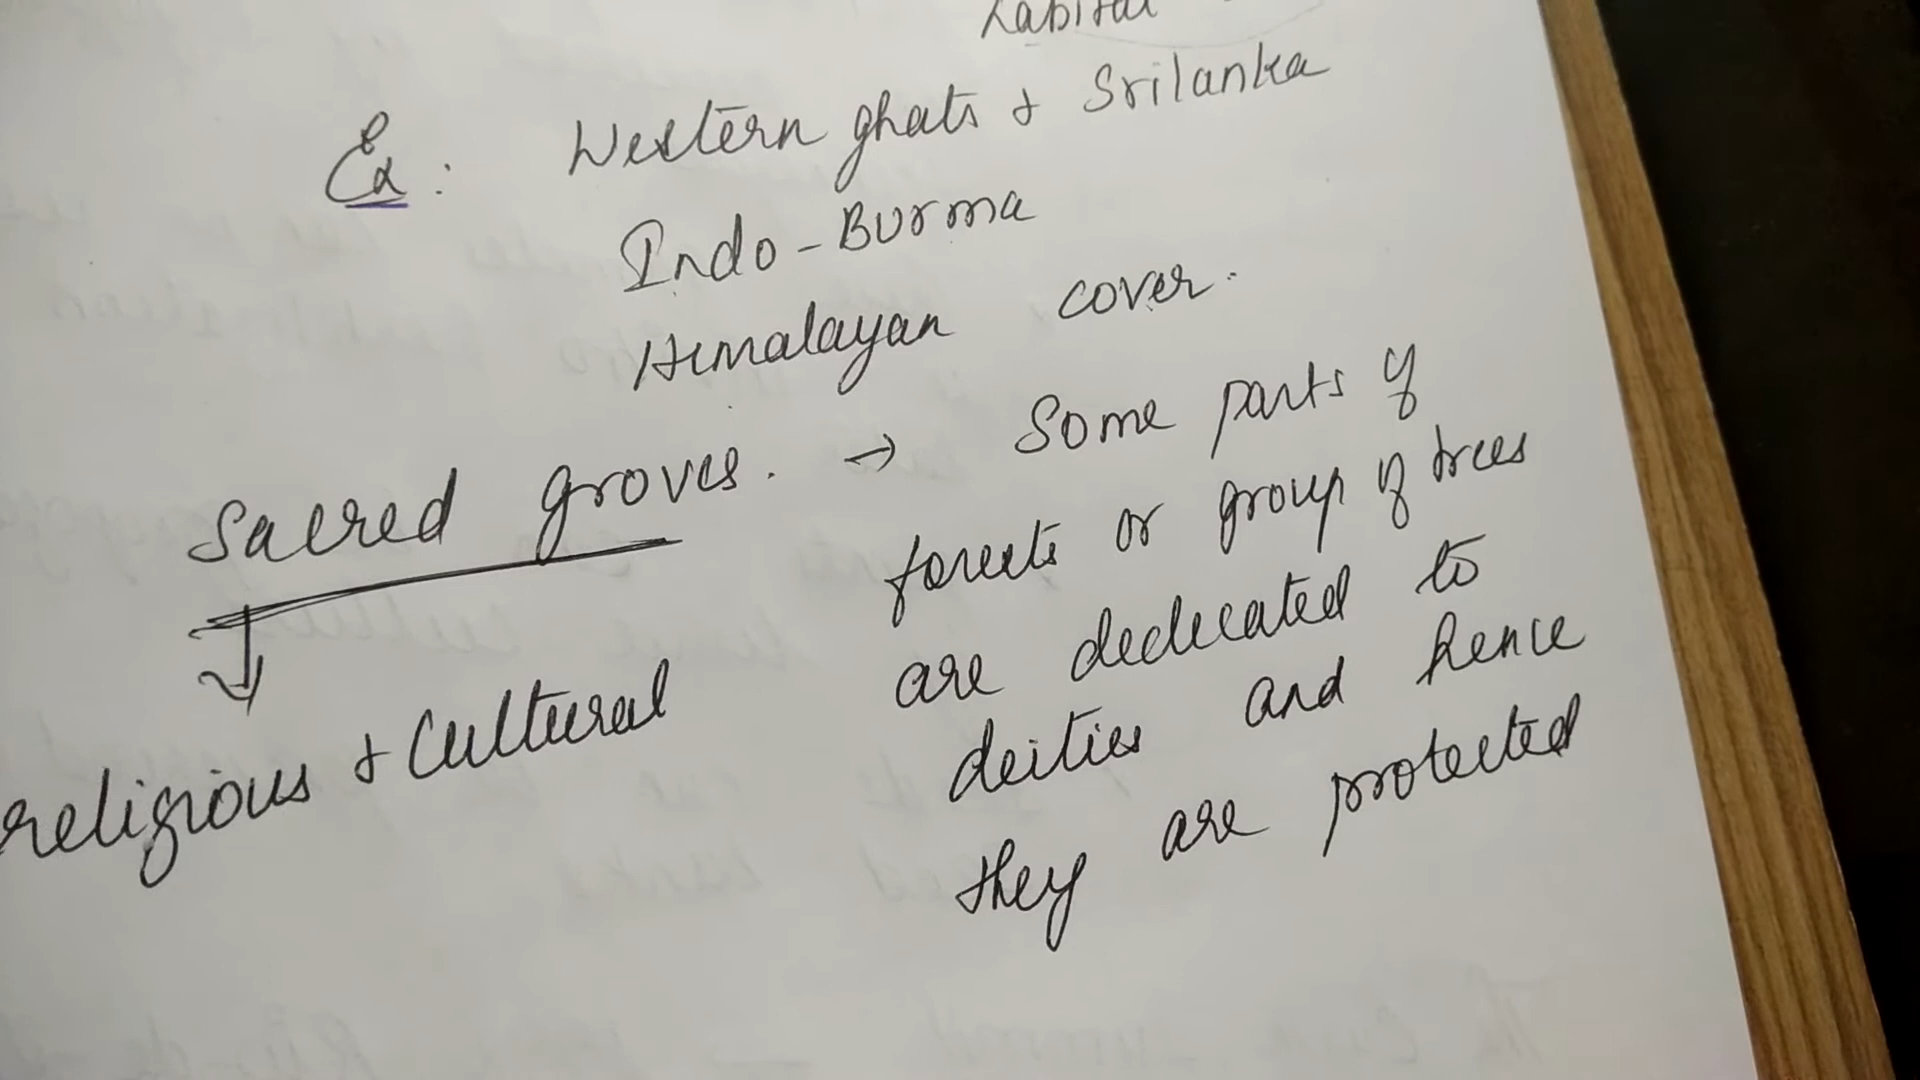 Ex: Western ghats & Srilanka
Indo-Burma
Himalayan cover.
Sacred groves. → Some parts of
forests or group of trees
are dedicated to
deities and hence
they are protected
religious & Cultural